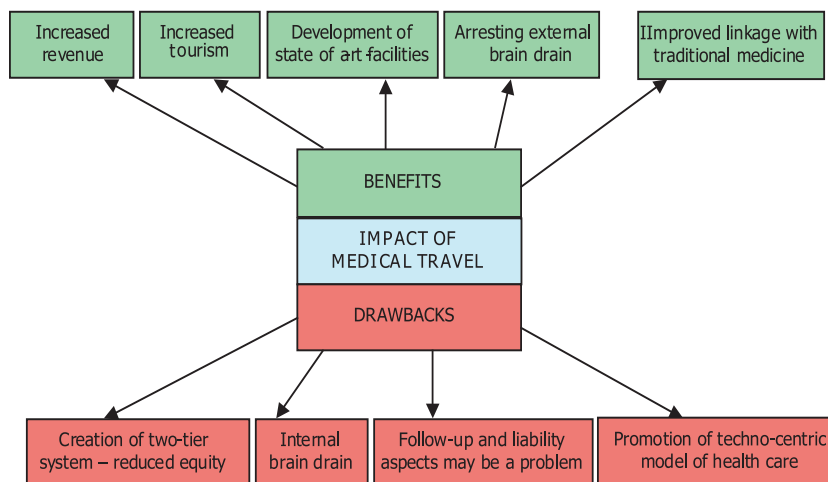 Increased
revenue
Increased
tourism
Development of
state of art facilities
Arresting external
brain drain
IImproved linkage with
traditional medicine
BENEFITS
IMPACT OF
MEDICAL TRAVEL
DRAWBACKS
Creation of two-tier
system – reduced equity
Internal
brain drain
Follow-up and liability
aspects may be a problem
Promotion of techno-centric
model of health care